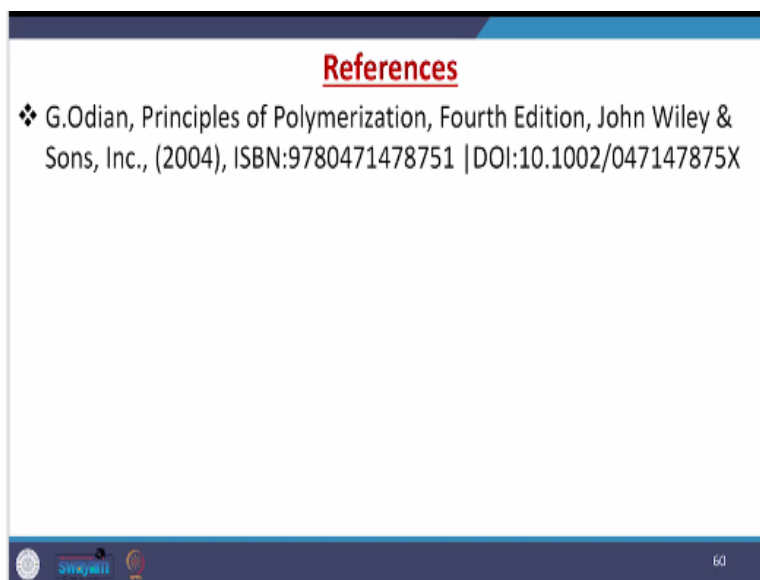 References
❖ G.Odian, Principles of Polymerization, Fourth Edition, John Wiley &
Sons, Inc., (2004), ISBN:9780471478751 |DOI:10.1002/047147875X
swayam
60